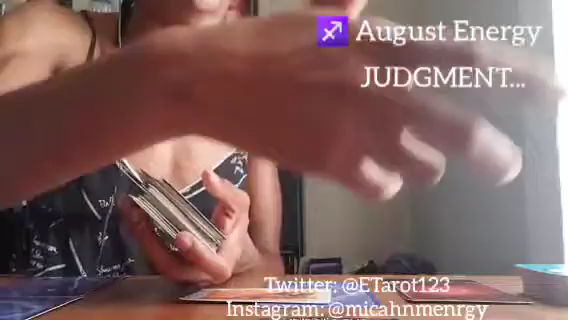 ♐ August Energy
JUDGMENT...
Twitter: @ETarot123
Instagram: @micahnmenrgy